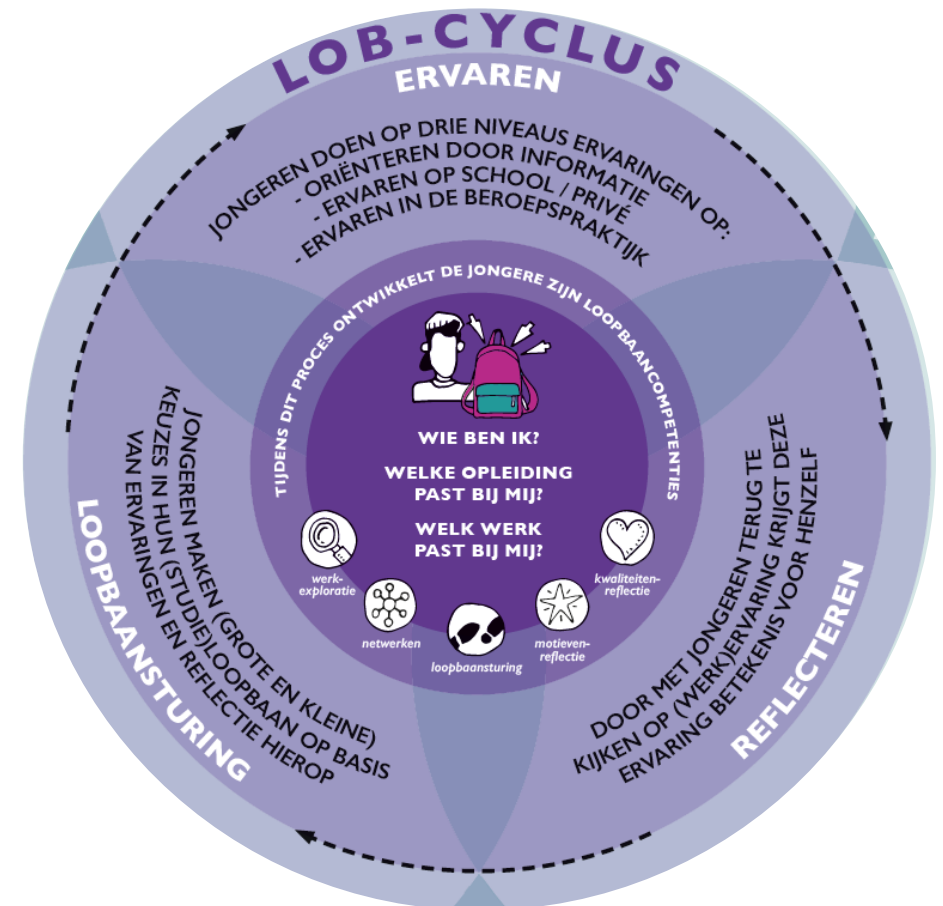 LOB-CYCLUS
ERVAREN
JONGEREN DOEN OP DRIE NIVEAUS ERVARINGEN OP:
- ORIËNTEREN DOOR INFORMATIE
- ERVAREN OP SCHOOL / PRIVÉ
- ERVAREN IN DE BEROEPSPRAKTIJK
TIJDENS DIT PROCES ONTWIKKELT DE JONGERE ZIJN LOOPBAANCOMPETENTIES
WIE BEN IK?
WELKE OPLEIDING
PAST BIJ MIJ?
WELK WERK
PAST BIJ MIJ?
werk-
exploratie
netwerken
loopbaansturing
motieven-
reflectie
kwaliteiten-
reflectie
DOOR MET JONGEREN TERUG TE
KIJKEN OP (WERK)ERVARING KRIJGT DEZE
ERVARING BETEKENIS VOOR HENZELF
REFLECTEREN
JONGEREN MAKEN (GROTE EN KLEINE)
KEUZES IN HUN (STUDIE)LOOPBAAN OP BASIS
VAN ERVARINGEN EN REFLECTIE HIEROP
LOOPBAANSTURING